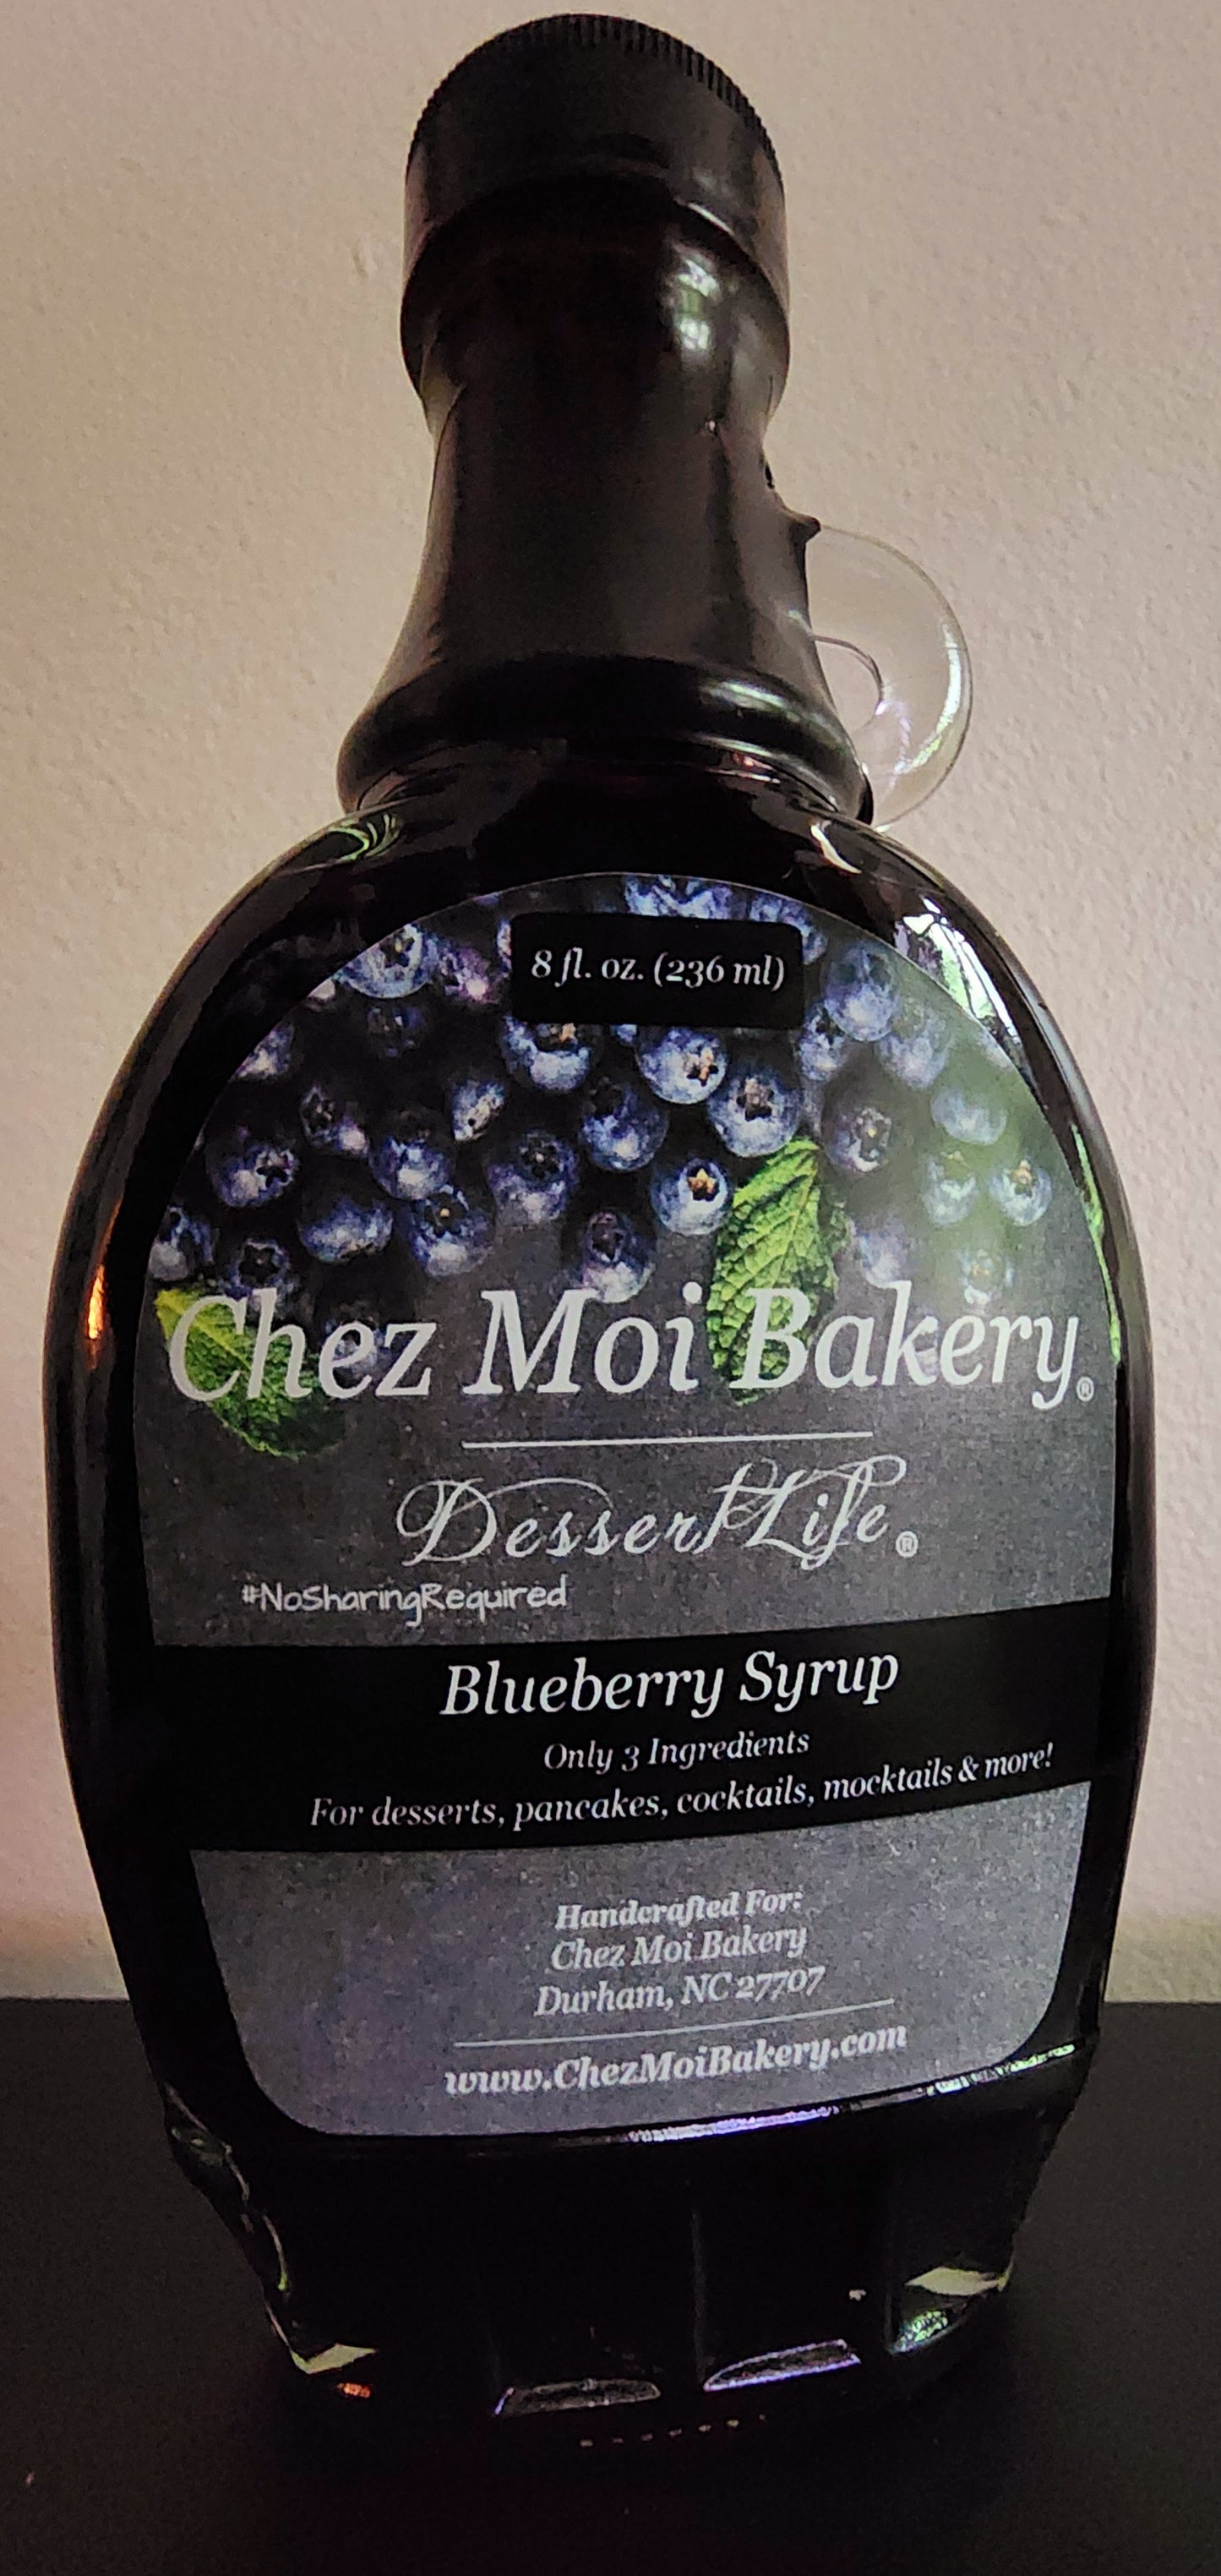 8 fl. oz. (236 ml)
Chez Moi Bakery®
DessertLife®
#NoSharingRequired
Blueberry Syrup
Only 3 Ingredients
For desserts, pancakes, cocktails, mocktails & more!
Handcrafted For:
Chez Moi Bakery
Durham, NC 27707
www.ChezMoiBakery.com